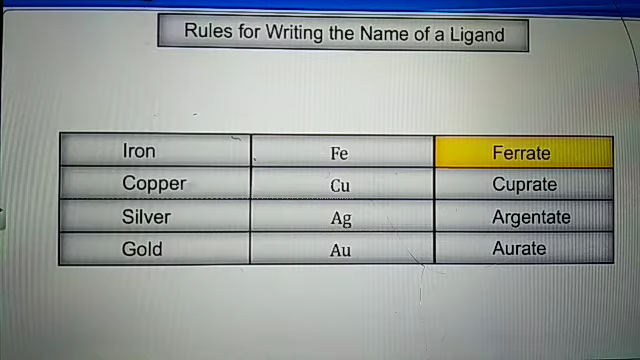 Rules for Writing the Name of a Ligand
Iron Fe Ferrate
Copper Cu Cuprate
Silver Ag Argentate
Gold Au Aurate